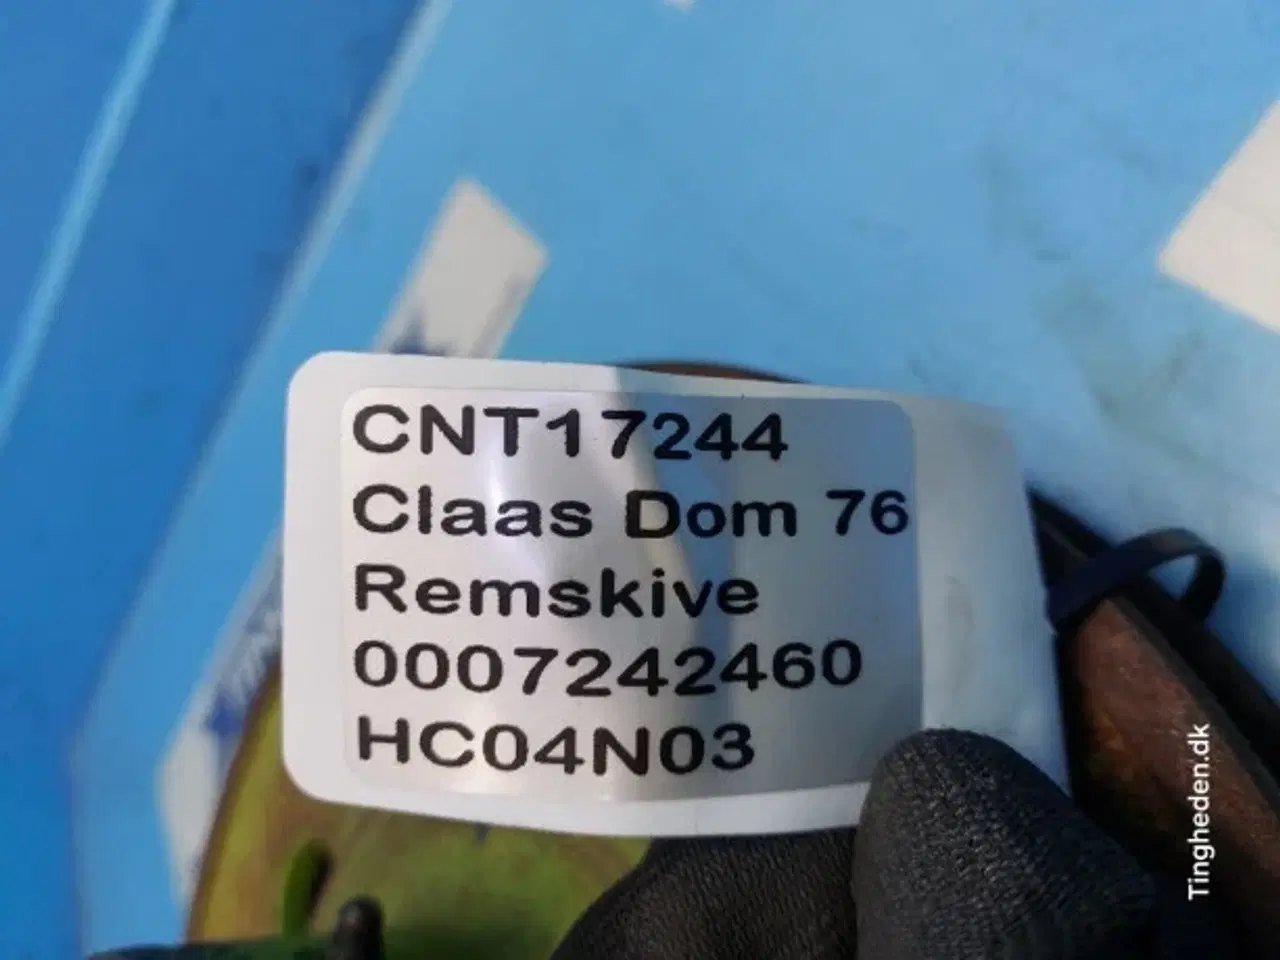 CNT17244
Claas Dom 76
Remskive
0007242460
HC04N03
Tingheden.dk